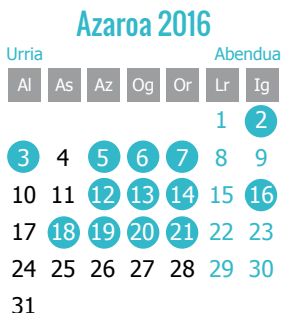 Azaroa 2016
Urria Abendua
Al As Az Og Or Lr Ig
1 2
3 4 5 6 7 8 9
10 11 12 13 14 15 16
17 18 19 20 21 22 23
24 25 26 27 28 29 30
31